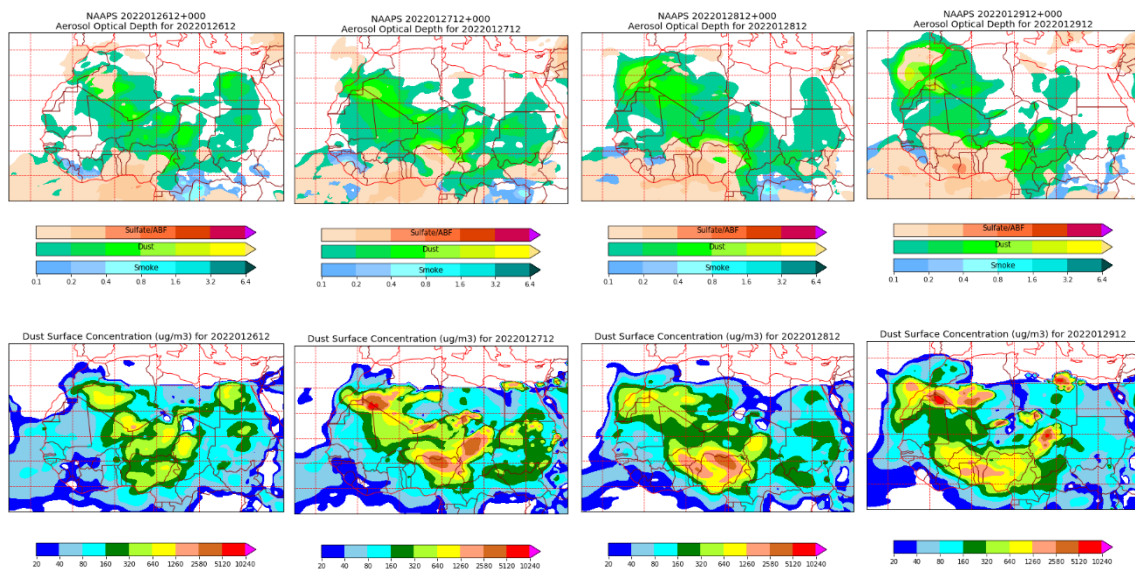 NAAPS 2022012612+000
Aerosol Optical Depth for 2022012612
Sulfate/ABF
Dust
Smoke
0.1 0.2 0.4 0.8 1.6 3.2 6.4
NAAPS 2022012712+000
Aerosol Optical Depth for 2022012712
Sulfate/ABF
Dust
Smoke
0.1 0.2 0.4 0.8 1.6 3.2 6.4
NAAPS 2022012812+000
Aerosol Optical Depth for 2022012812
Sulfate/ABF
Dust
Smoke
0.1 0.2 0.4 0.8 1.6 3.2 6.4
NAAPS 2022012912+000
Aerosol Optical Depth for 2022012912
Sulfate/ABF
Dust
Smoke
0.1 0.2 0.4 0.8 1.6 3.2 6.4
Dust Surface Concentration (ug/m3) for 2022012612
20 40 80 160 320 640 1260 2580 5120 10240
Dust Surface Concentration (ug/m3) for 2022012712
20 40 80 160 320 640 1260 2580 5120 10240
Dust Surface Concentration (ug/m3) for 2022012812
20 40 80 160 320 640 1260 2580 5120 10240
Dust Surface Concentration (ug/m3) for 2022012912
20 40 80 160 320 640 1260 2580 5120 10240